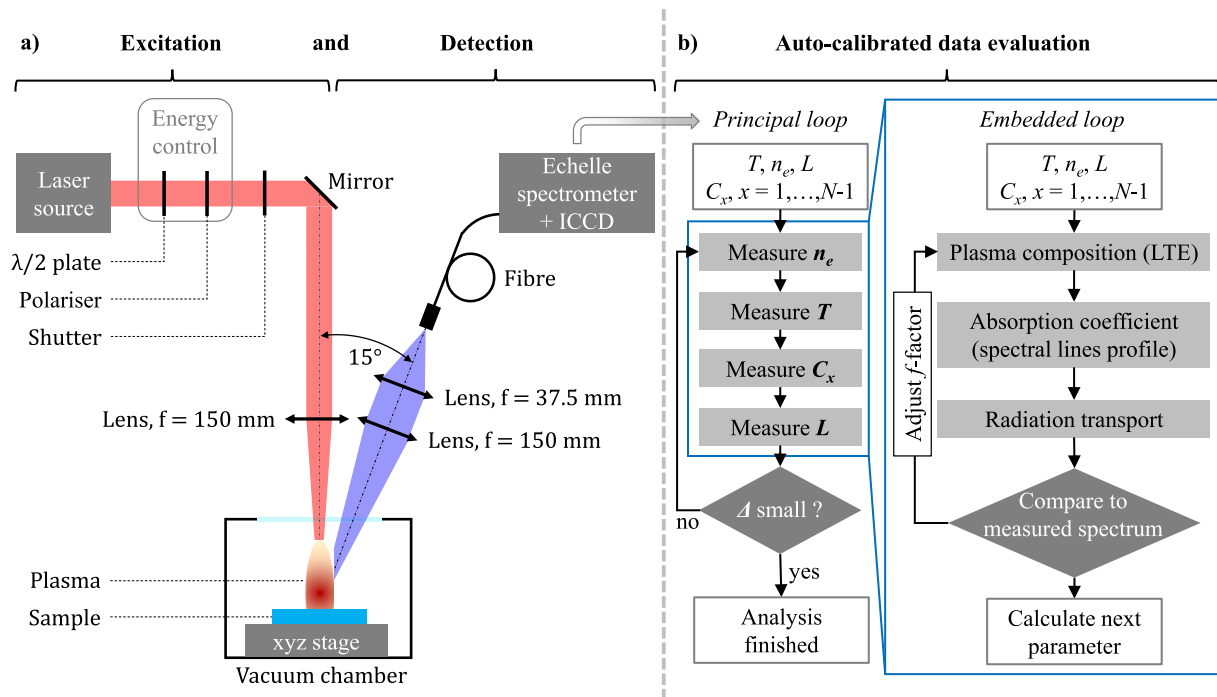 a)
Excitation and Detection
Energy
control
Laser
source
Mirror
Echelle
spectrometer
+ ICCD
Fibre
λ/2 plate
Polariser
Shutter
15°
Lens, f = 37.5 mm
Lens, f = 150 mm
Lens, f = 150 mm
Plasma
Sample
xyz stage
Vacuum chamber
b)
Auto-calibrated data evaluation
Principal loop
T, nₑ, L
Cₓ, x = 1,…,N-1
Measure nₑ
Measure T
Measure Cₓ
Measure L
Δ small ?
no
yes
Analysis
finished
Embedded loop
T, nₑ, L
Cₓ, x = 1,…,N-1
Plasma composition (LTE)
Absorption coefficient
(spectral lines profile)
Radiation transport
Adjust f-factor
Compare to
measured spectrum
Calculate next
parameter